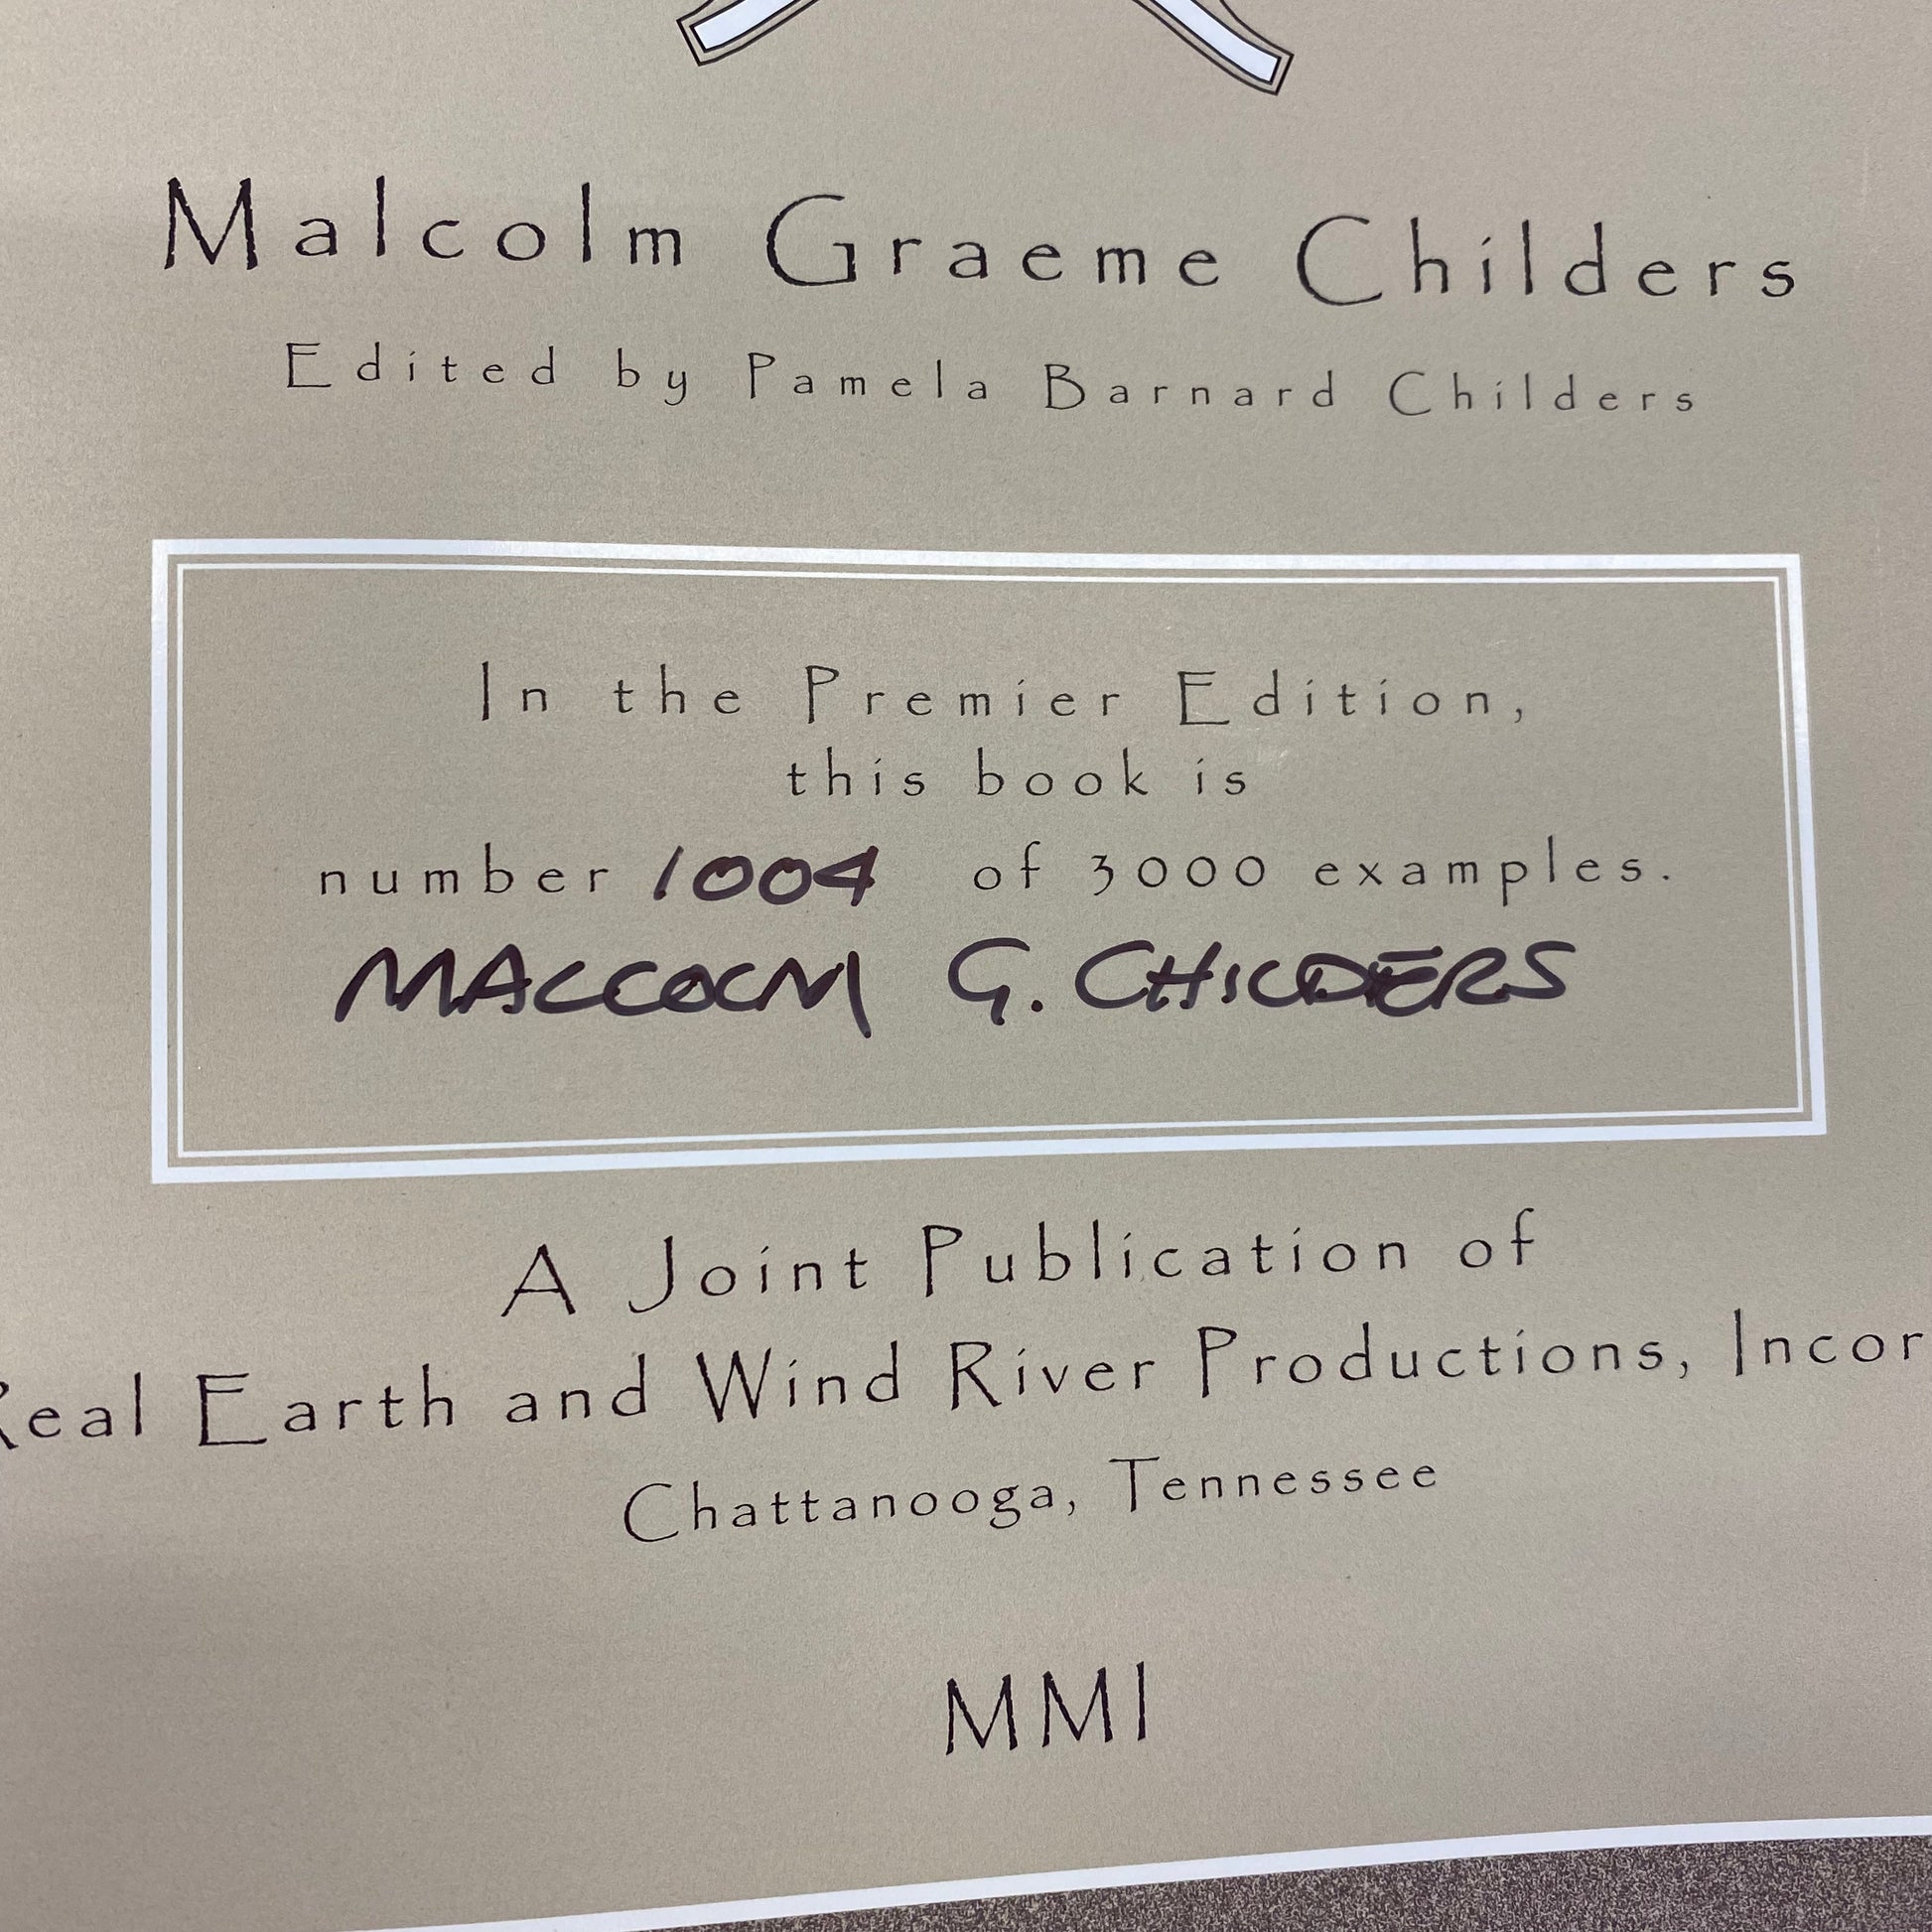 Malcolm Graeme Childers
Edited by Pamela Barnard Childers
In the Premier Edition,
this book is
number 1004 of 3000 examples.
MALCOLM G. CHILDERS
A Joint Publication of
Real Earth and Wind River Productions, Incor
Chattanooga, Tennessee
MMI